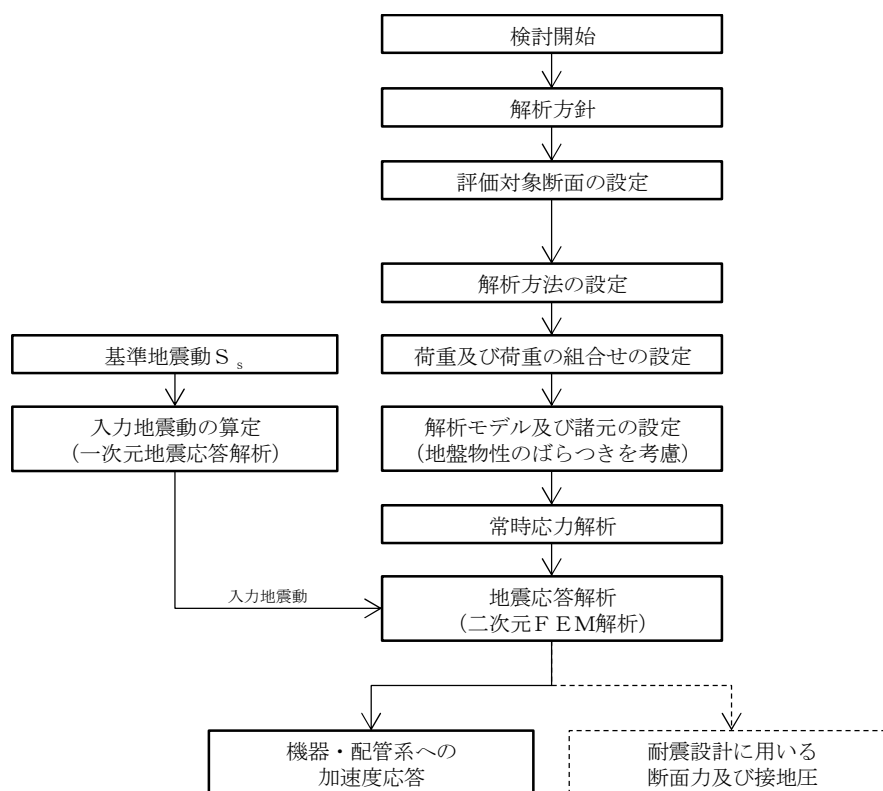 検討開始
解析方針
評価対象断面の設定
解析方法の設定
基準地震動Ｓs
荷重及び荷重の組合せの設定
入力地震動の算定
（一次元地震応答解析）
解析モデル及び諸元の設定
（地盤物性のばらつきを考慮）
常時応力解析
入力地震動
地震応答解析
（二次元ＦＥＭ解析）
機器・配管系への
加速度応答
耐震設計に用いる
断面力及び接地圧